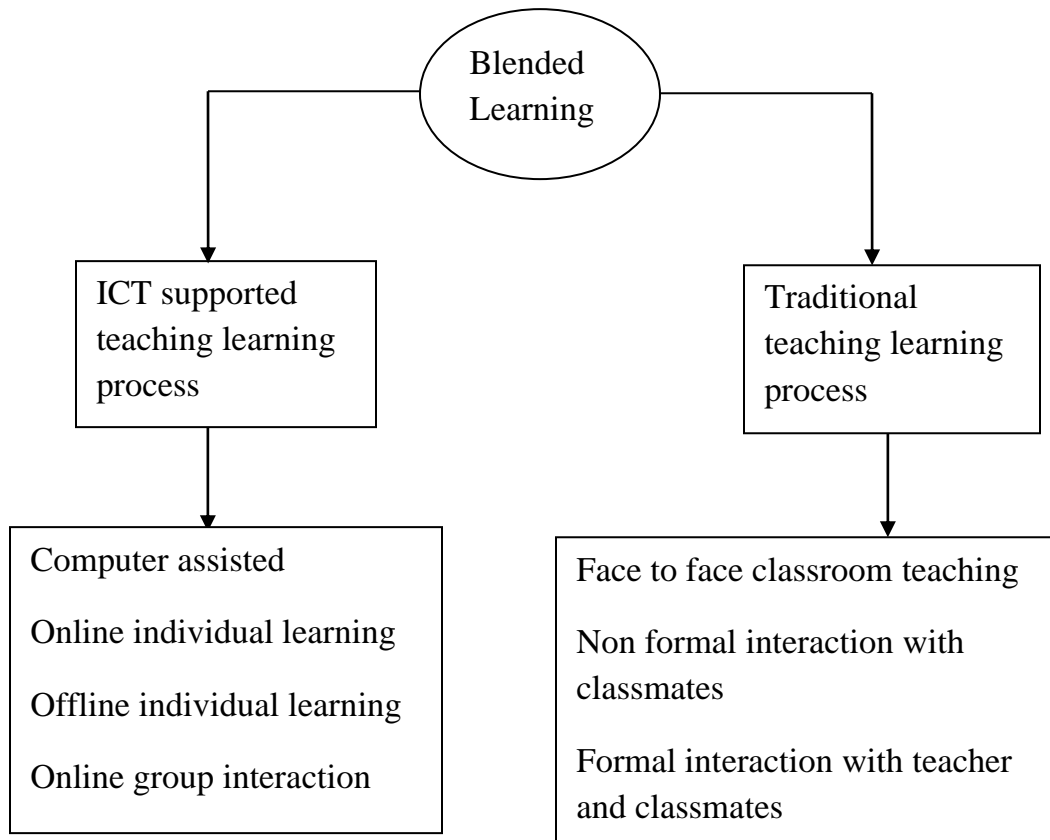 Blended
Learning
ICT supported
teaching learning
process
Traditional
teaching learning
process
Computer assisted
Online individual learning
Offline individual learning
Online group interaction
Face to face classroom teaching
Non formal interaction with
classmates
Formal interaction with teacher
and classmates